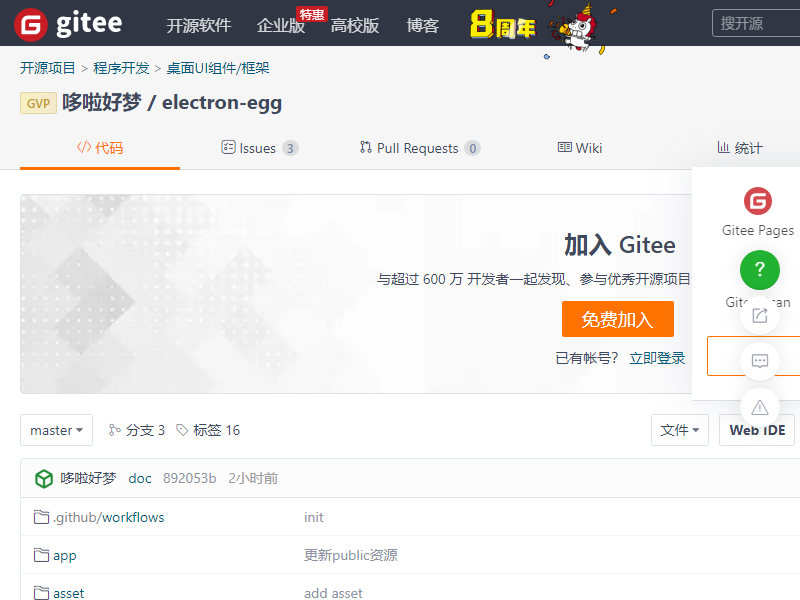 gitee 开源软件 企业版 特惠 高校版 博客 8周年 搜开源
开源项目 > 程序开发 > 桌面UI组件/框架
GVP 哆啦好梦 / electron-egg
代码 Issues 3 Pull Requests 0 Wiki 统计
Gitee Pages
加入 Gitee
与超过 600 万 开发者一起发现、参与优秀开源项目
免费加入
已有帐号? 立即登录
master 分支 3 标签 16 文件 Web IDE
哆啦好梦 doc 892053b 2小时前
.github/workflows init
app 更新public资源
asset add asset